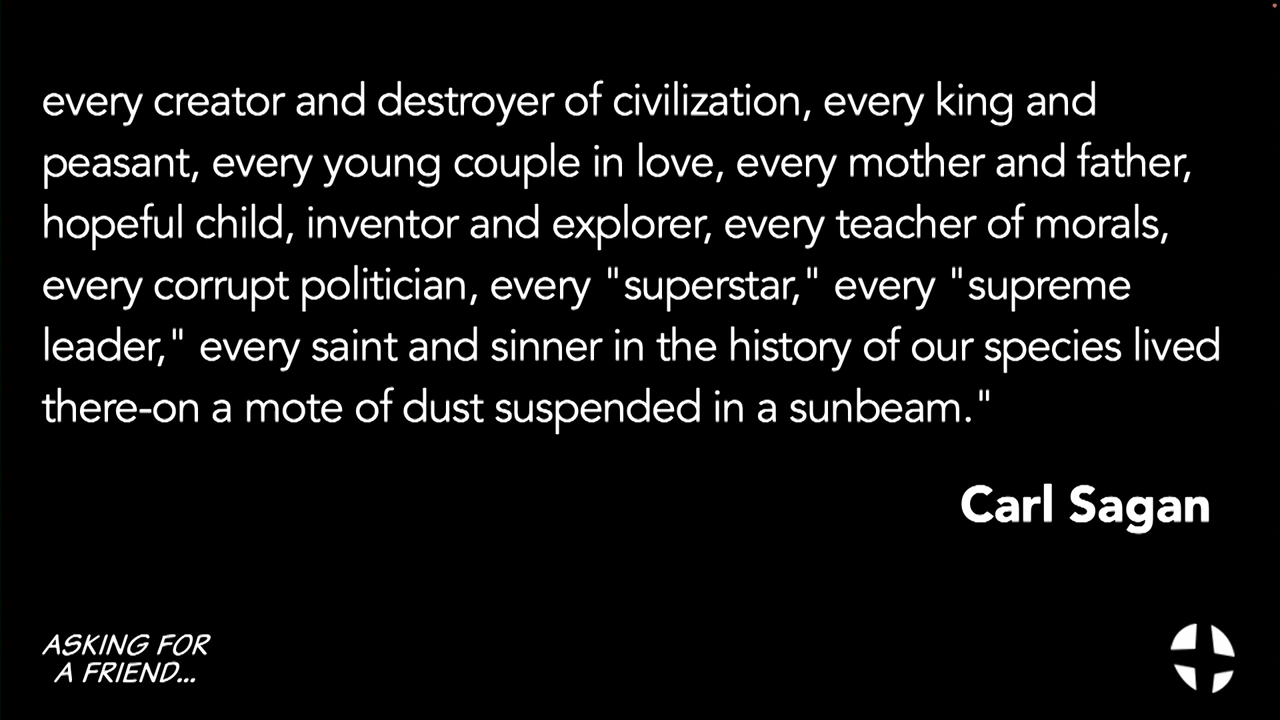 every creator and destroyer of civilization, every king and
peasant, every young couple in love, every mother and father,
hopeful child, inventor and explorer, every teacher of morals,
every corrupt politician, every "superstar," every "supreme
leader," every saint and sinner in the history of our species lived
there-on a mote of dust suspended in a sunbeam."
Carl Sagan
ASKING FOR
A FRIEND...